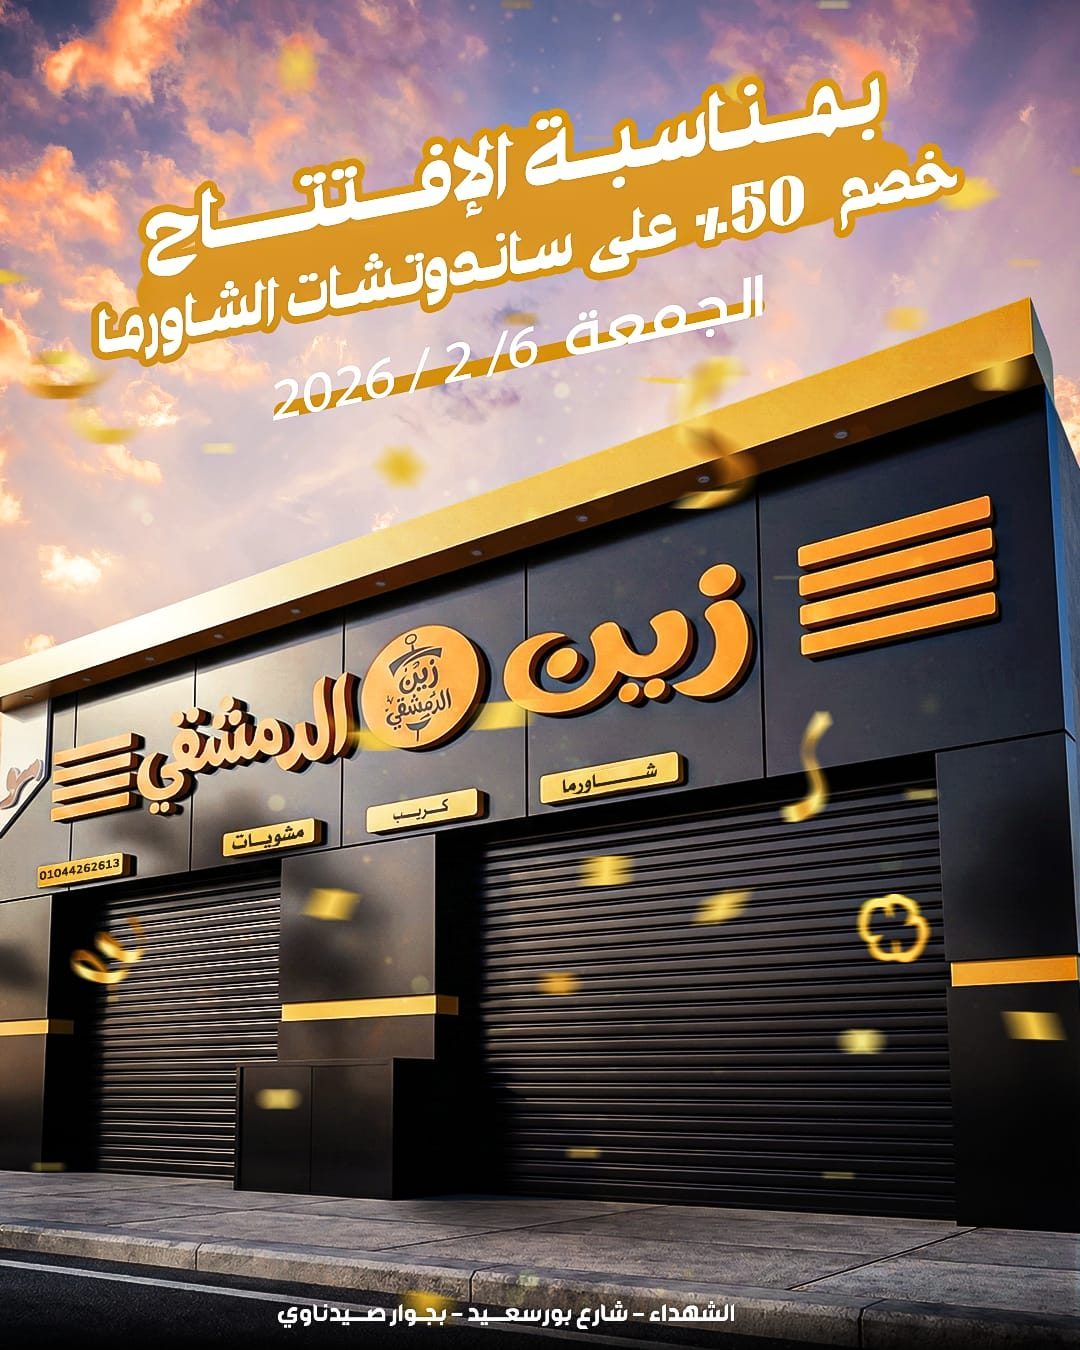 بمناسبة الإفتتاح
خصم 50٪ على ساندوتشات الشاورما
الجمعة 6/ 2 / 2026
زين
زين
الدمشقي
الدمشقي
شاورما
كريب
مشويات
01044262613
الشهداء - شارع بورسعيد - بجوار صيدناوي